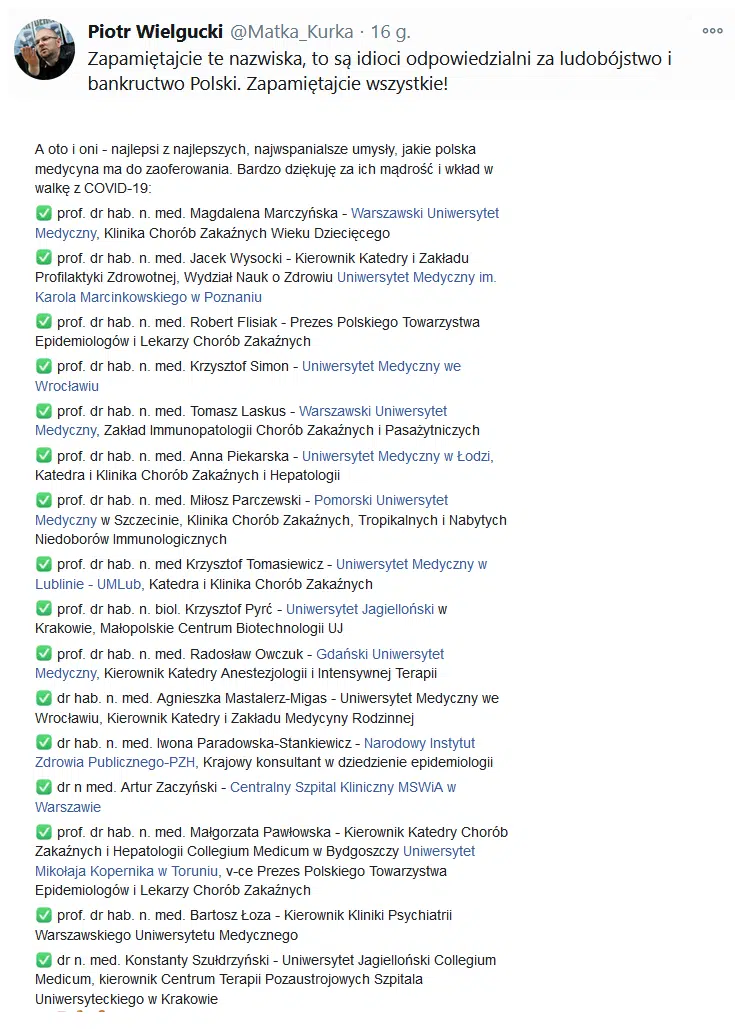 Piotr Wielgucki @Matka_Kurka · 16 g.
Zapamiętajcie te nazwiska, to są idioci odpowiedzialni za ludobójstwo i
bankructwo Polski. Zapamiętajcie wszystkie!
A oto i oni - najlepsi z najlepszych, najwspanialsze umysły, jakie polska
medycyna ma do zaoferowania. Bardzo dziękuję za ich mądrość i wkład w
walkę z COVID-19:
✅ prof. dr hab. n. med. Magdalena Marczyńska - Warszawski Uniwersytet
Medyczny, Klinika Chorób Zakaźnych Wieku Dziecięcego
✅ prof. dr hab. n. med. Jacek Wysocki - Kierownik Katedry i Zakładu
Profilaktyki Zdrowotnej, Wydział Nauk o Zdrowiu Uniwersytet Medyczny im.
Karola Marcinkowskiego w Poznaniu
✅ prof. dr hab. n. med. Robert Flisiak - Prezes Polskiego Towarzystwa
Epidemiologów i Lekarzy Chorób Zakaźnych
✅ prof. dr hab. n. med. Krzysztof Simon - Uniwersytet Medyczny we
Wrocławiu
✅ prof. dr hab. n. med. Tomasz Laskus - Warszawski Uniwersytet
Medyczny, Zakład Immunopatologii Chorób Zakaźnych i Pasażytniczych
✅ prof. dr hab. n. med. Anna Piekarska - Uniwersytet Medyczny w Łodzi,
Katedra i Klinika Chorób Zakaźnych i Hepatologii
✅ prof. dr hab. n. med. Miłosz Parczewski - Pomorski Uniwersytet
Medyczny w Szczecinie, Klinika Chorób Zakaźnych, Tropikalnych i Nabytych
Niedoborów Immunologicznych
✅ prof. dr hab. n. med Krzysztof Tomasiewicz - Uniwersytet Medyczny w
Lublinie - UMLub, Katedra i Klinika Chorób Zakaźnych
✅ prof. dr hab. n. biol. Krzysztof Pyrć - Uniwersytet Jagielloński w
Krakowie, Małopolskie Centrum Biotechnologii UJ
✅ prof. dr hab. n. med. Radosław Owczuk - Gdański Uniwersytet
Medyczny, Kierownik Katedry Anestezjologii i Intensywnej Terapii
✅ dr hab. n. med. Agnieszka Mastalerz-Migas - Uniwersytet Medyczny we
Wrocławiu, Kierownik Katedry i Zakładu Medycyny Rodzinnej
✅ dr hab. n. med. Iwona Paradowska-Stankiewicz - Narodowy Instytut
Zdrowia Publicznego-PZH, Krajowy konsultant w dziedzienie epidemiologii
✅ dr n med. Artur Zaczyński - Centralny Szpital Kliniczny MSWiA w
Warszawie
✅ prof. dr hab. n. med. Małgorzata Pawłowska - Kierownik Katedry Chorób
Zakaźnych i Hepatologii Collegium Medicum w Bydgoszczy Uniwersytet
Mikołaja Kopernika w Toruniu, v-ce Prezes Polskiego Towarzystwa
Epidemiologów i Lekarzy Chorób Zakaźnych
✅ prof. dr hab. n. med. Bartosz Łoza - Kierownik Kliniki Psychiatrii
Warszawskiego Uniwersytetu Medycznego
✅ dr n. med. Konstanty Szułdrzyński - Uniwersytet Jagielloński Collegium
Medicum, kierownik Centrum Terapii Pozaustrojowych Szpitala
Uniwersyteckiego w Krakowie